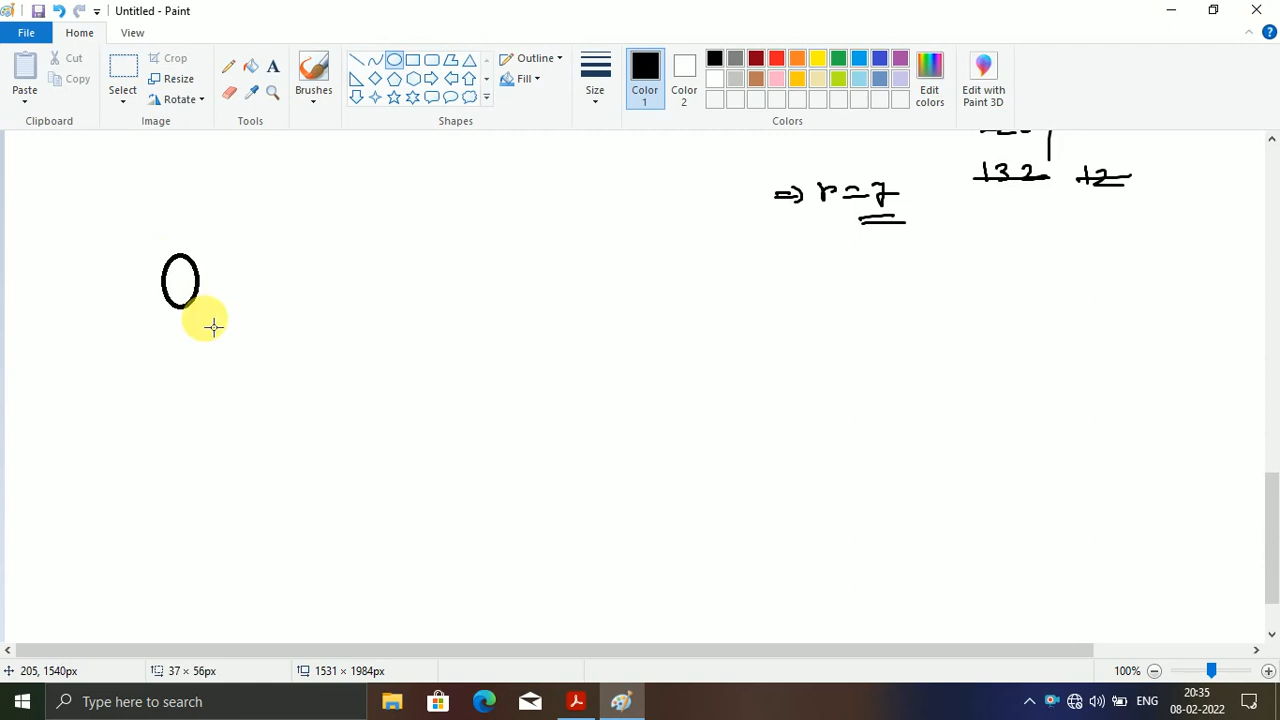 Untitled - Paint
File Home View
Paste Cut Copy Clipboard
Select Crop Resize Rotate Image
A Tools
Brushes
Outline Fill Shapes
Size
Color 1 Color 2 Edit colors Colors
Edit with Paint 3D
132 12
⇒ r = 7
205, 1540px 37 × 56px 1531 × 1984px 100%
Type here to search ENG 20:35 08-02-2022